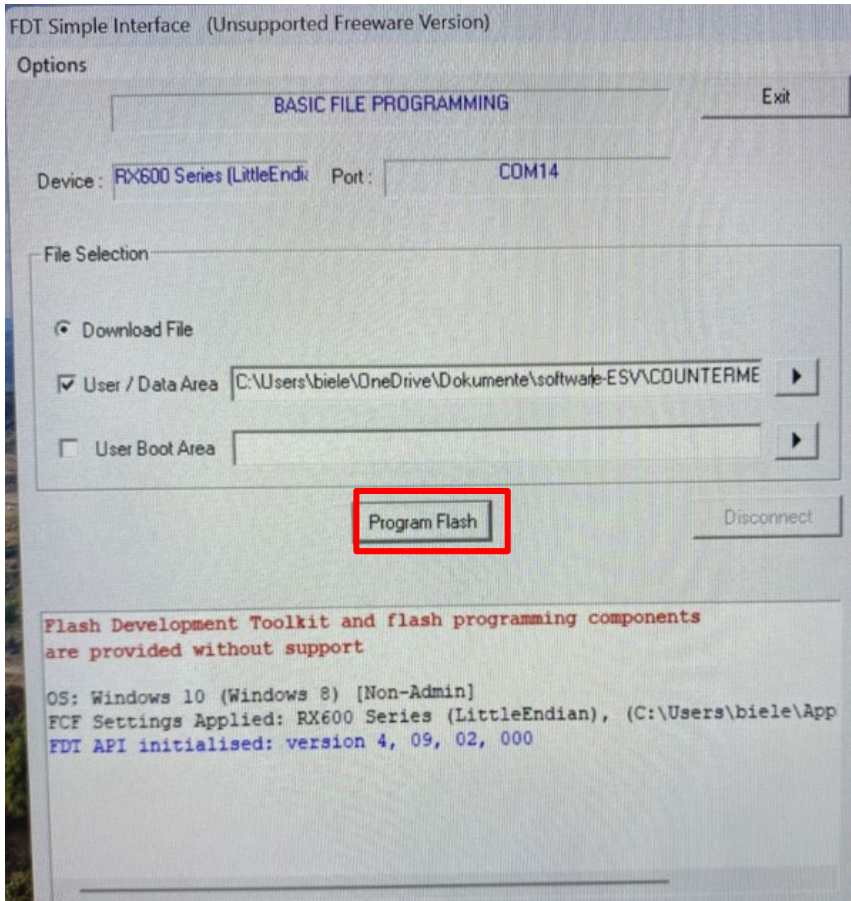 FDT Simple Interface (Unsupported Freeware Version)
Options
BASIC FILE PROGRAMMING
Exit
Device : RX600 Series (LittleEndi Port : COM14
File Selection
Download File
User / Data Area C:\Users\biele\OneDrive\Dokumente\software-ESV\COUNTERME
User Boot Area
Program Flash
Disconnect
Flash Development Toolkit and flash programming components
are provided without support
OS: Windows 10 (Windows 8) [Non-Admin]
FCF Settings Applied: RX600 Series (LittleEndian), (C:\Users\biele\App
FDT API initialised: version 4, 09, 02, 000